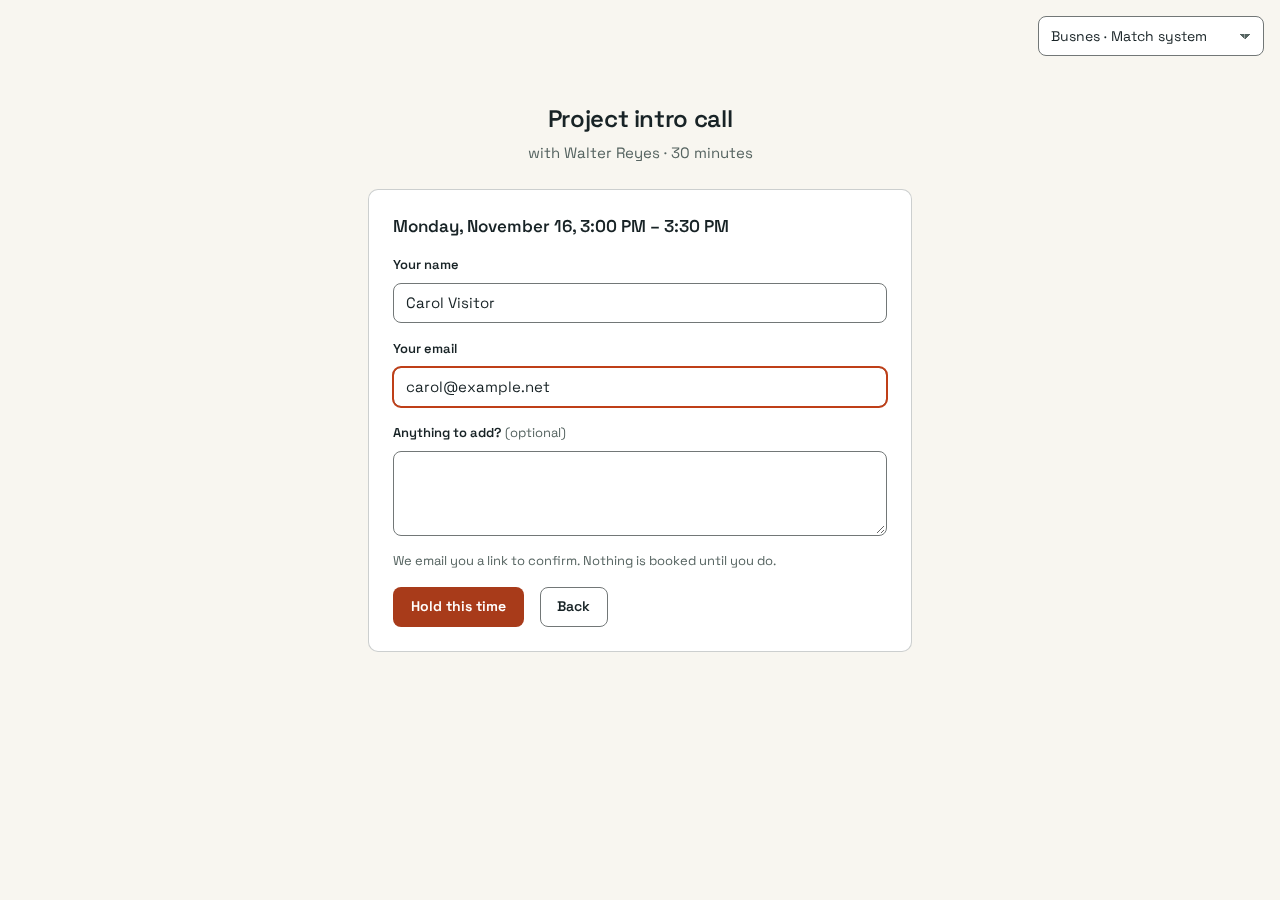 Busnes · Match system
Project intro call
with Walter Reyes · 30 minutes
Monday, November 16, 3:00 PM – 3:30 PM
Your name
Carol Visitor
Your email
carol@example.net
Anything to add? (optional)
We email you a link to confirm. Nothing is booked until you do.
Hold this time
Back